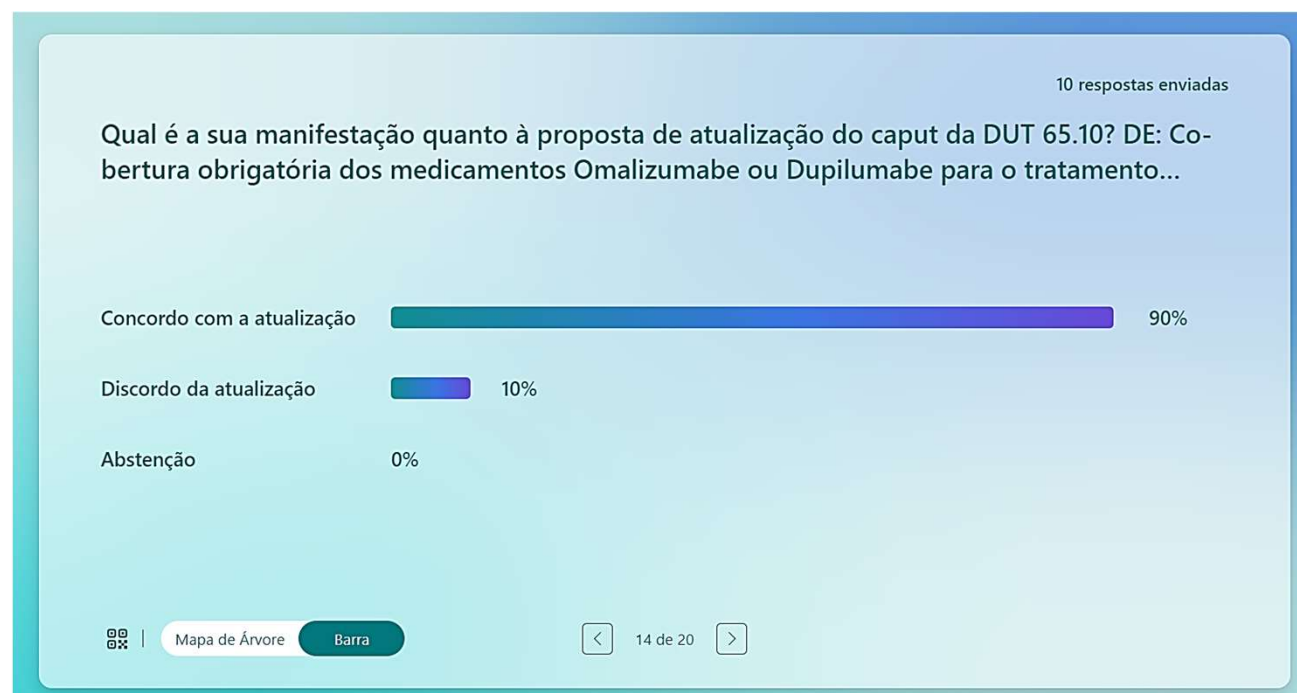 10 respostas enviadas
Qual é a sua manifestação quanto à proposta de atualização do caput da DUT 65.10? DE: Co-
bertura obrigatória dos medicamentos Omalizumabe ou Dupilumabe para o tratamento...
Concordo com a atualização 90%
Discordo da atualização 10%
Abstenção 0%
Mapa de Árvore Barra 14 de 20